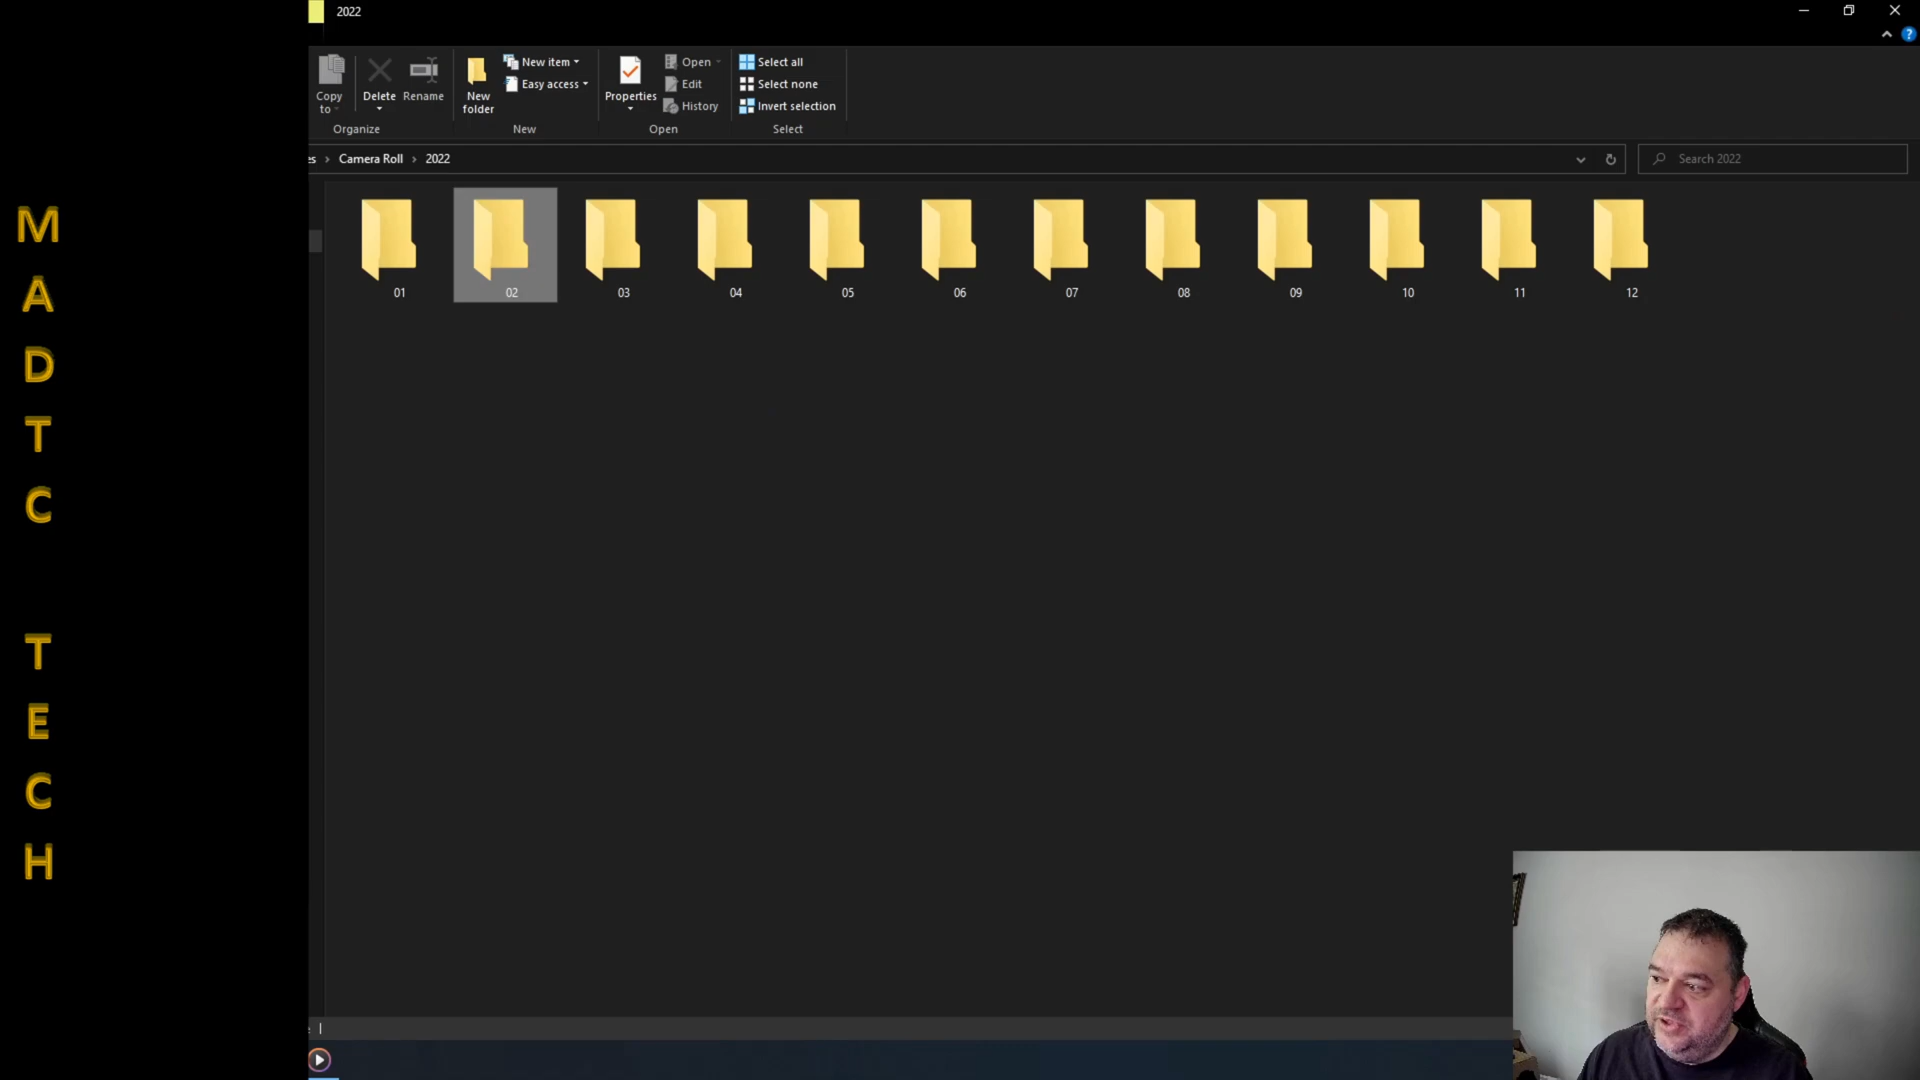 2022
Copy to
Delete
Rename
New folder
New item
Easy access
Properties
Open
Edit
History
Select all
Select none
Invert selection
Organize
New
Open
Select
es › Camera Roll › 2022
Search 2022
01
02
03
04
05
06
07
08
09
10
11
12
M
A
D
T
C
T
E
C
H